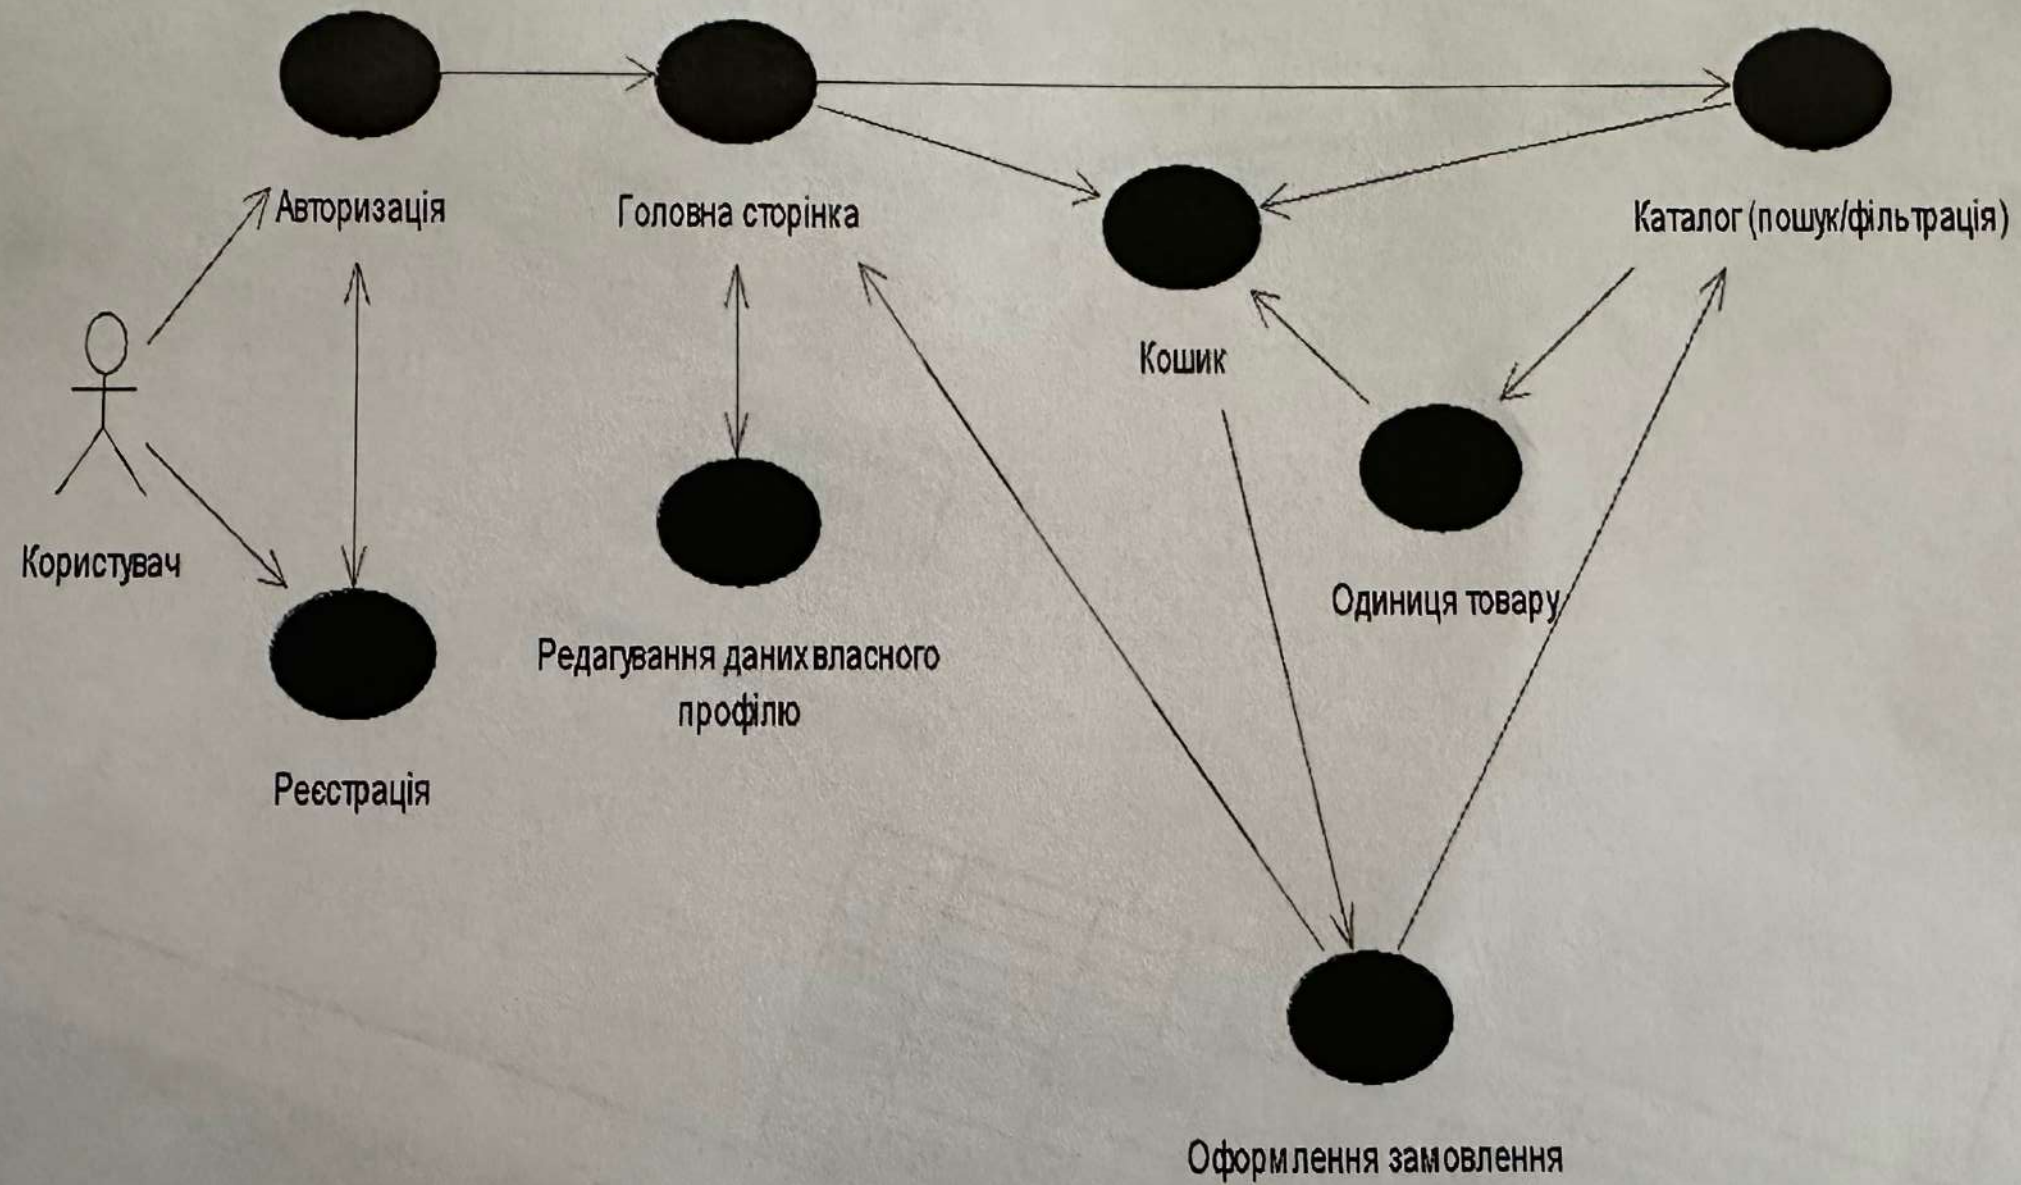 Авторизація
Головна сторінка
Каталог (пошук/фільтрація)
Кошик
Користувач
Одиниця товару
Редагування даних власного
профілю
Реєстрація
Оформлення замовлення